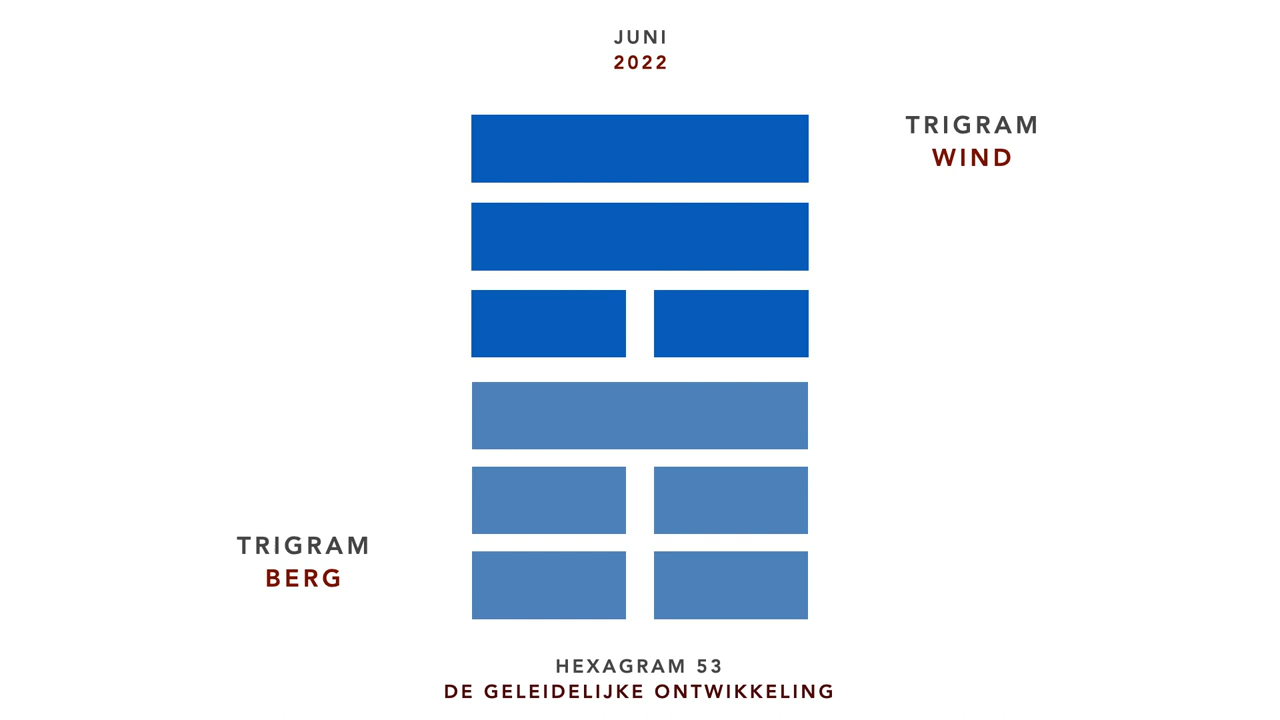 JUNI
2022
TRIGRAM
WIND
TRIGRAM
BERG
HEXAGRAM 53
DE GELEIDELIJKE ONTWIKKELING